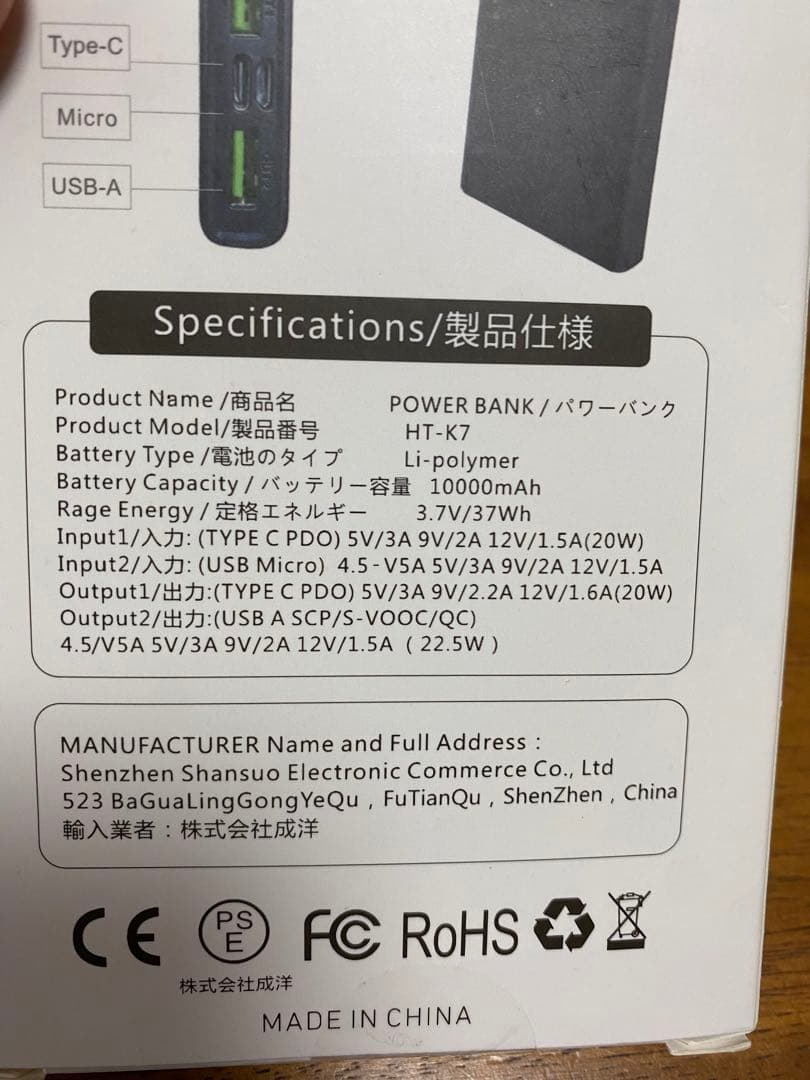 Type-C
Micro
USB-A
Specifications/製品仕様
Product Name /商品名 POWER BANK / パワーバンク
Product Model/製品番号 HT-K7
Battery Type /電池のタイプ Li-polymer
Battery Capacity / バッテリー容量 10000mAh
Rage Energy / 定格エネルギー 3.7V/37Wh
Input1/入力: (TYPE C PDO) 5V/3A 9V/2A 12V/1.5A(20W)
Input2/入力: (USB Micro) 4.5-V5A 5V/3A 9V/2A 12V/1.5A
Output1/出力:(TYPE C PDO) 5V/3A 9V/2.2A 12V/1.6A(20W)
Output2/出力:(USB A SCP/S-VOOC/QC)
4.5/V5A 5V/3A 9V/2A 12V/1.5A ( 22.5W )
MANUFACTURER Name and Full Address :
Shenzhen Shansuo Electronic Commerce Co., Ltd
523 BaGuaLingGongYeQu , FuTianQu , ShenZhen , China
輸入業者 : 株式会社成洋
CE PS E FC RoHS
株式会社成洋
MADE IN CHINA